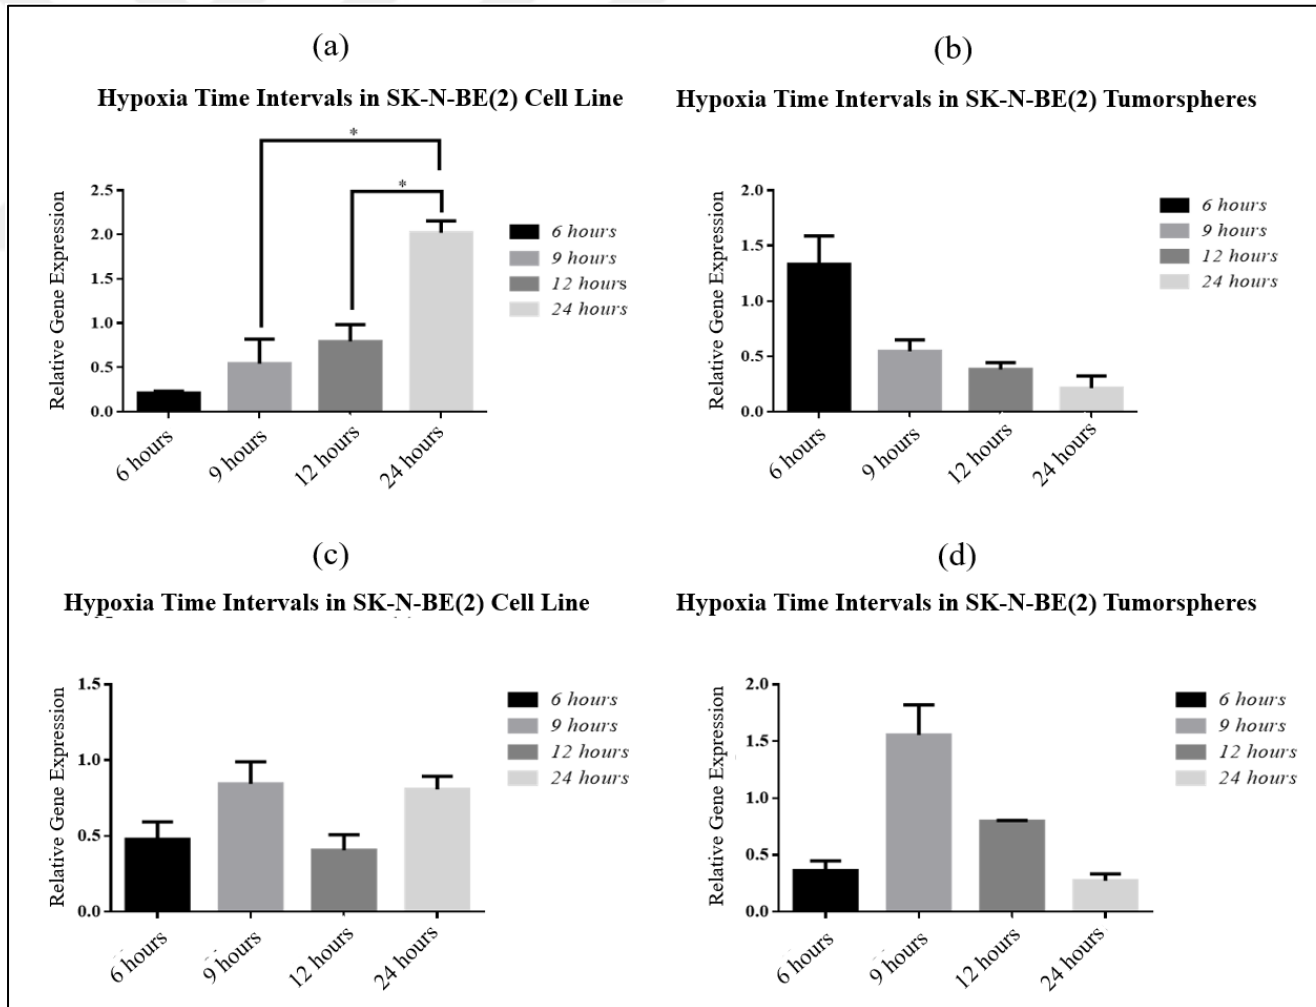 (a)
Hypoxia Time Intervals in SK-N-BE(2) Cell Line
*
*
Relative Gene Expression
2.5
2.0
1.5
1.0
0.5
0.0
6 hours
9 hours
12 hours
24 hours
6 hours
9 hours
12 hours
24 hours
(b)
Hypoxia Time Intervals in SK-N-BE(2) Tumorspheres
Relative Gene Expression
2.0
1.5
1.0
0.5
0.0
6 hours
9 hours
12 hours
24 hours
6 hours
9 hours
12 hours
24 hours
(c)
Hypoxia Time Intervals in SK-N-BE(2) Cell Line
Relative Gene Expression
1.5
1.0
0.5
0.0
6 hours
9 hours
12 hours
24 hours
6 hours
9 hours
12 hours
24 hours
(d)
Hypoxia Time Intervals in SK-N-BE(2) Tumorspheres
Relative Gene Expression
2.0
1.5
1.0
0.5
0.0
6 hours
9 hours
12 hours
24 hours
6 hours
9 hours
12 hours
24 hours